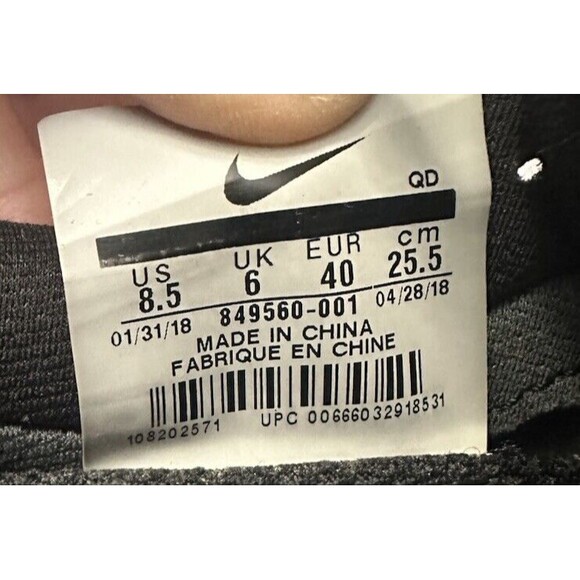 QD
US UK EUR cm
8.5 6 40 25.5
01/31/18 849560-001 04/28/18
MADE IN CHINA
FABRIQUE EN CHINE
108202571 UPC 00666032918531